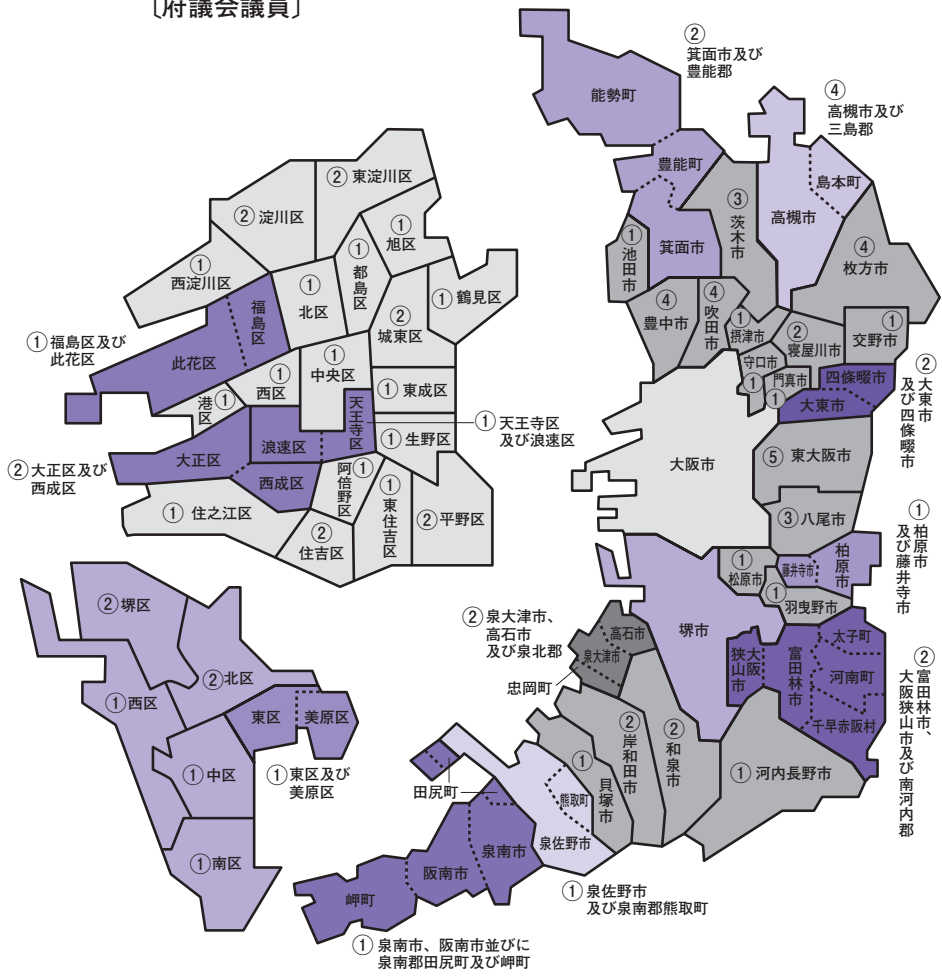 〔府議会議員〕
②
箕面市及び
豊能郡
能勢町
豊能町
箕面市
④
高槻市及び
三島郡
島本町
高槻市
③茨木市
①池田市
④枚方市
④豊中市
④吹田市
①摂津市
②寝屋川市
①交野市
守口市①
門真市①
四條畷市
大東市
②大東市
及び四條畷市
大阪市
⑤東大阪市
③八尾市
①柏原市
及び藤井寺市
柏原市
藤井寺市
①松原市
①羽曳野市
堺市
大阪
狭山市
富田林市
太子町
河南町
千早赤阪村
②富田林市、
大阪狭山市及び南河内郡
①河内長野市
②泉大津市、
高石市
及び泉北郡
高石市
泉大津市
忠岡町
②和泉市
②岸和田市
①貝塚市
熊取町
泉佐野市
①泉佐野市
及び泉南郡熊取町
田尻町
泉南市
阪南市
岬町
①泉南市、阪南市並びに
泉南郡田尻町及び岬町
②東淀川区
②淀川区
①旭区
①西淀川区
①都島区
①北区
①鶴見区
②城東区
福島区
此花区
①福島区及び
此花区
①中央区
①西区
①東成区
港区①
天王寺区
浪速区
①天王寺区
及び浪速区
①生野区
大正区
西成区
②大正区及び
西成区
阿倍野区①
①東住吉区
②平野区
①住之江区
②住吉区
②堺区
②北区
①西区
東区
美原区
①東区及び
美原区
①中区
①南区